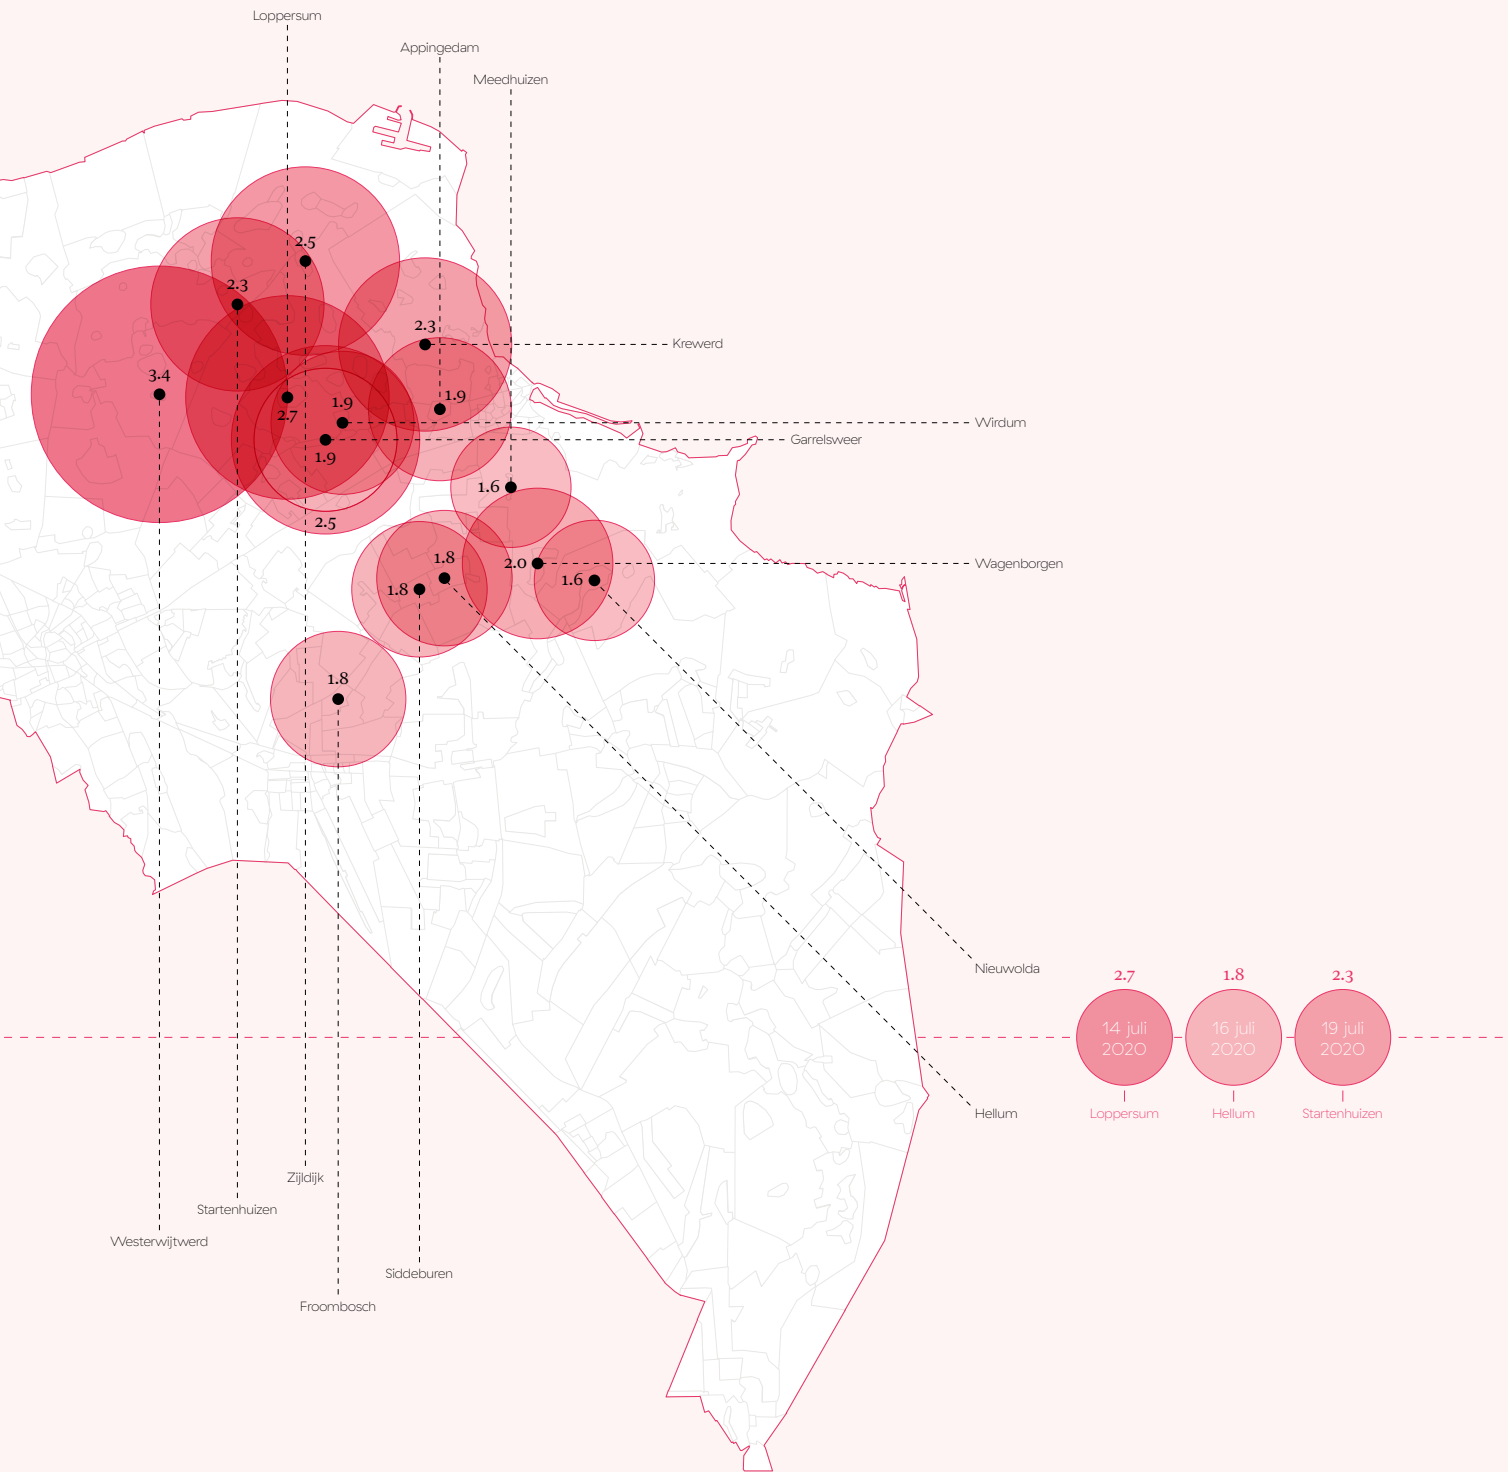 Loppersum
Appingedam
Meedhuizen
2.5
2.3
2.3
Krewerd
3.4
1.9
1.9
2.7
Wirdum
Garrelsweer
1.9
1.6
2.5
1.8
2.0
Wagenborgen
1.8
1.6
1.8
Nieuwolda
2.7
1.8
2.3
14 juli
2020
16 juli
2020
19 juli
2020
Hellum
Loppersum
Hellum
Startenhuizen
Zijldijk
Startenhuizen
Westerwijtwerd
Siddeburen
Froombosch